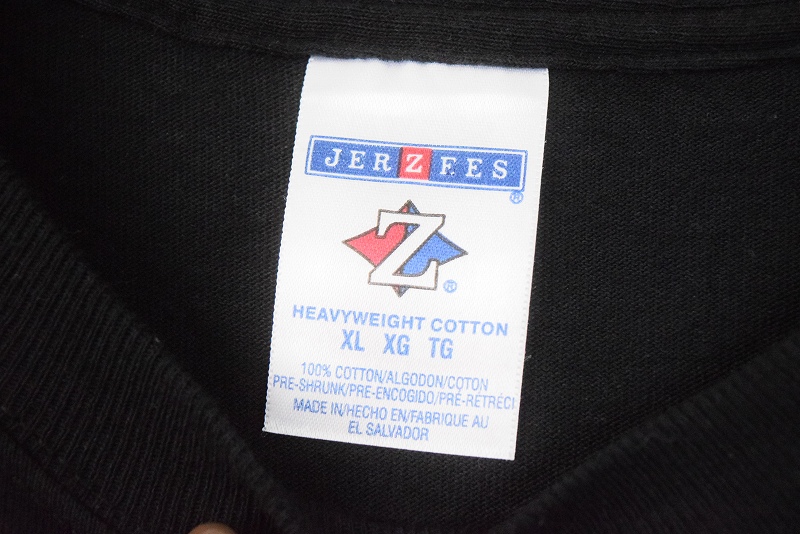 JERZEES®
Z®
HEAVYWEIGHT COTTON
XL XG TG
100% COTTON/ALGODON/COTON
PRE-SHRUNK/PRE-ENCOGIDO/PRÉ-RÉTRÉCI
MADE IN/HECHO EN/FABRIQUE AU
EL SALVADOR